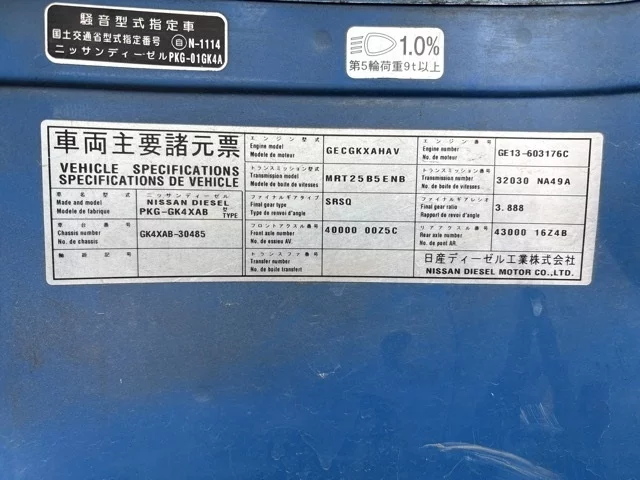 騒音型式指定車
国土交通省型式指定番号 自 N-1114
ニッサンディーゼル PKG-01GK4A
1.0%
第5輪荷重9t以上
車両主要諸元票
VEHICLE SPECIFICATIONS
SPECIFICATIONS DE VEHICLE
車名型式
Made and model
Modele de fabrique
ニッサンディーゼル
NISSAN DIESEL
PKG-GK4XAB 型 TYPE
車台番号
Chassis number
No. de chassis
GK4XAB-30485
補助記号
エンジン型式
Engine model
Modele de moteur
GECGKXAHAV
エンジン番号
Engine number
No. de moteur
GE13-603176C
トランスミッション型式
Transmission model
Modele de boite de vitesses
MRT25B5ENB
トランスミッション番号
Transmission number
No. de boite de vitesses
32030 NA49A
ファイナルギアタイプ
Final gear type
Type de renvoi d'angle
SRSQ
ファイナルギアレシオ
Final gear ratio
Rapport de renvoi d'angle
3.888
フロントアクスル番号
Front axle number
No. de essieu AV.
40000 00Z5C
リアアクスル番号
Rear axle number
No. de pont AR.
43000 16Z4B
トランスファ番号
Transfer number
No. de boite transfert
日産ディーゼル工業株式会社
NISSAN DIESEL MOTOR CO.,LTD.